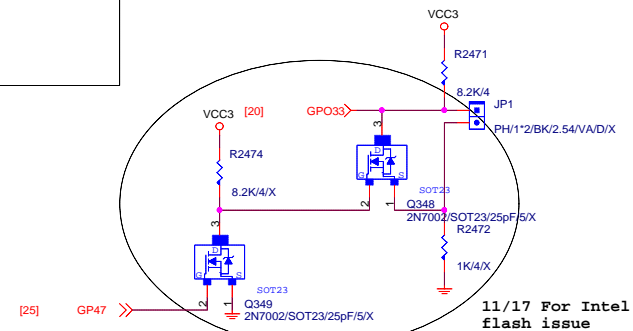 VCC3
R2471
8.2K/4
JP1
PH/1*2/BK/2.54/VA/D/X
VCC3
[20]
GPO33
3
D
G
S
SOT23
2
1
Q348
2N7002/SOT23/25pF/5/X
R2474
8.2K/4/X
R2472
1K/4/X
3
D
G
S
SOT23
2
1
Q349
2N7002/SOT23/25pF/5/X
[25]
GP47
11/17 For Intel
flash issue